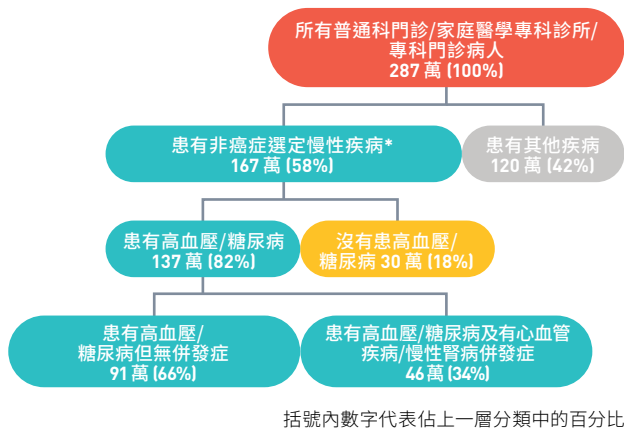 所有普通科門診/家庭醫學專科診所/
專科門診病人
287 萬 (100%)
患有非癌症選定慢性疾病*
167 萬 (58%)
患有其他疾病
120 萬 (42%)
患有高血壓/糖尿病
137 萬 (82%)
沒有患高血壓/
糖尿病 30 萬 (18%)
患有高血壓/
糖尿病但無併發症
91 萬 (66%)
患有高血壓/糖尿病及有心血管
疾病/慢性腎病併發症
46 萬 (34%)
括號內數字代表佔上一層分類中的百分比